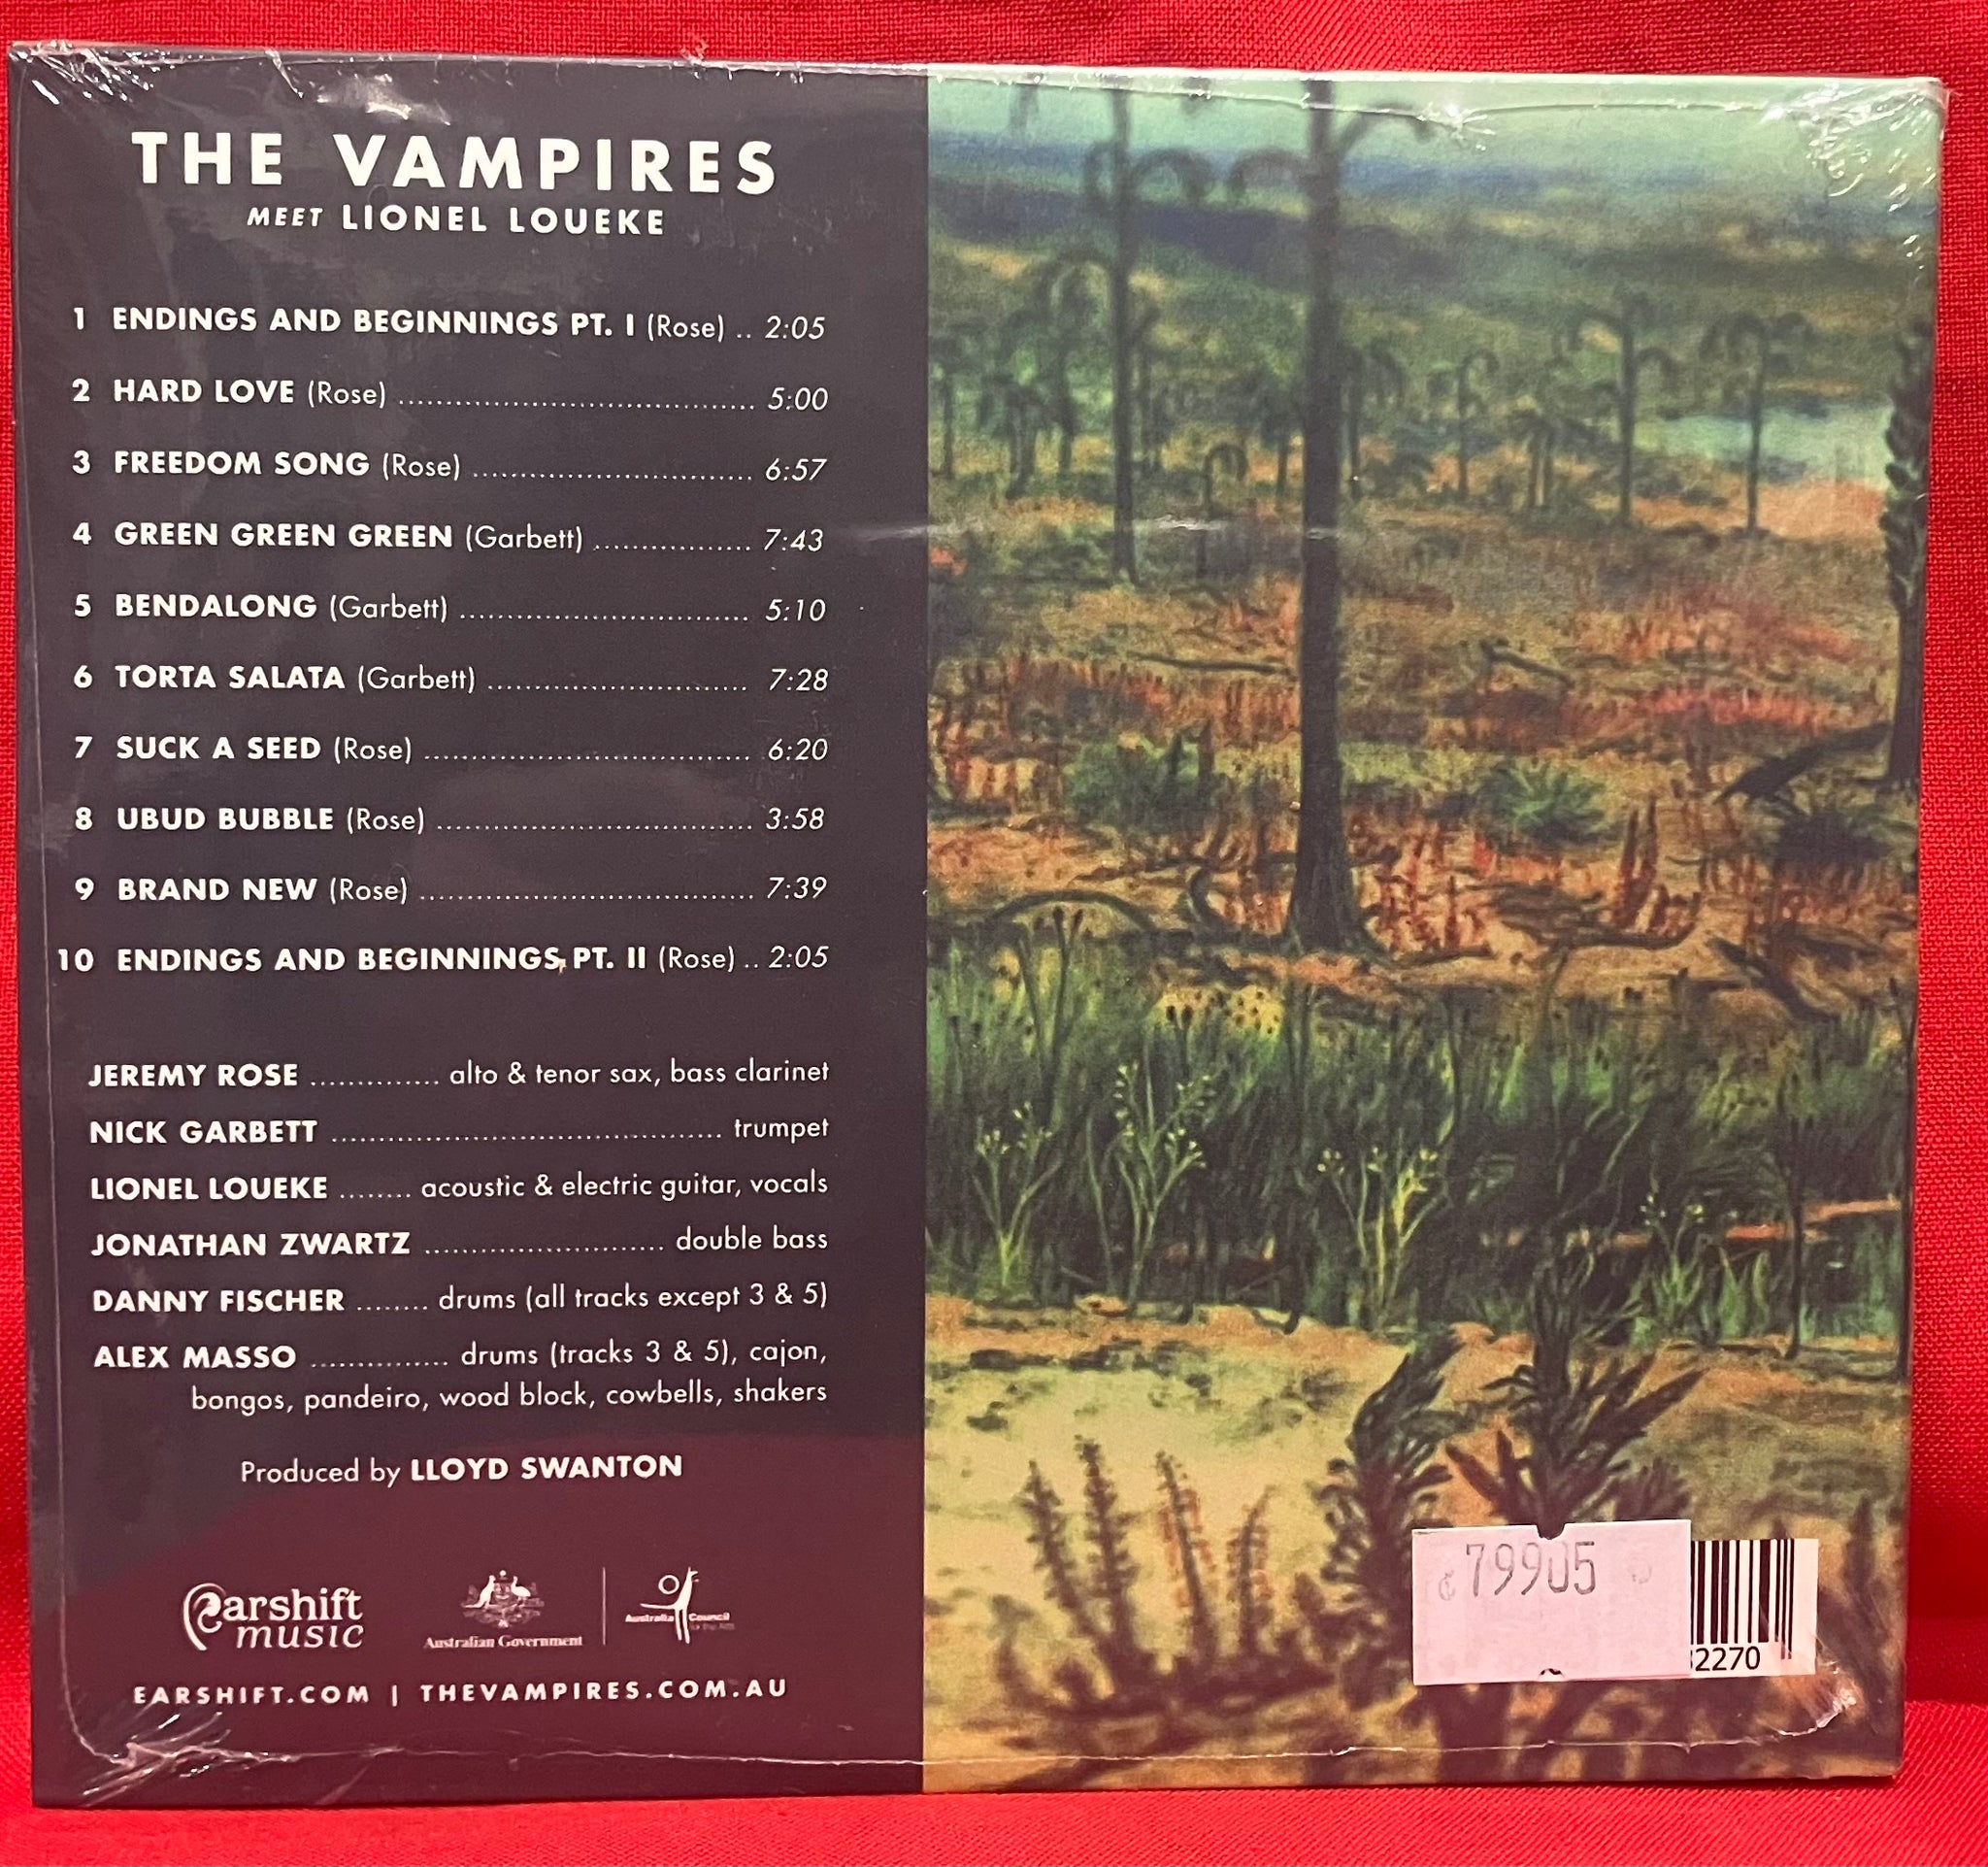 THE VAMPIRES
MEET LIONEL LOUEKE
1 ENDINGS AND BEGINNINGS PT. I (Rose) .. 2:05
2 HARD LOVE (Rose) .......... 5:00
3 FREEDOM SONG (Rose) .......... 6:57
4 GREEN GREEN GREEN (Garbett) .......... 7:43
5 BENDALONG (Garbett) .......... 5:10
6 TORTA SALATA (Garbett) .......... 7:28
7 SUCK A SEED (Rose) .......... 6:20
8 UBUD BUBBLE (Rose) .......... 3:58
9 BRAND NEW (Rose) .......... 7:39
10 ENDINGS AND BEGINNINGS PT. II (Rose) .. 2:05
JEREMY ROSE .............. alto & tenor sax, bass clarinet
NICK GARBETT .............. trumpet
LIONEL LOUEKE ........ acoustic & electric guitar, vocals
JONATHAN ZWARTZ .............. double bass
DANNY FISCHER ........ drums (all tracks except 3 & 5)
ALEX MASSO .............. drums (tracks 3 & 5), cajon,
bongos, pandeiro, wood block, cowbells, shakers
Produced by LLOYD SWANTON
earshift
music
Australian Government
Australia Council
for the Arts
EARSHIFT.COM | THEVAMPIRES.COM.AU
79905
2270